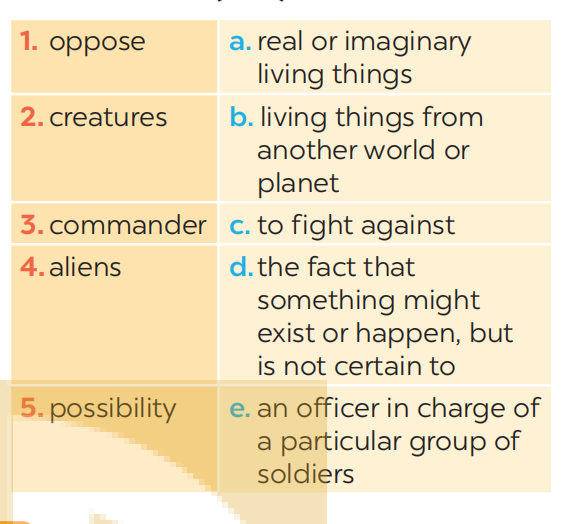 1. oppose
a. real or imaginary
living things
2. creatures
b. living things from
another world or
planet
3. commander
c. to fight against
4. aliens
d. the fact that
something might
exist or happen, but
is not certain to
5. possibility
e. an officer in charge of
a particular group of
soldiers